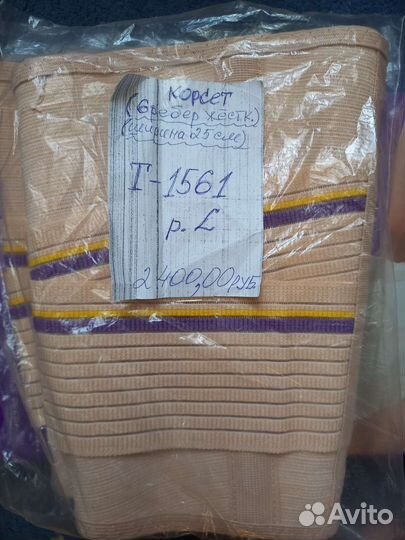 Корсет
(6 ребер жестк.)
(ширина 25 см)
Т-1561
р. L
2400,00 руб.
Avito